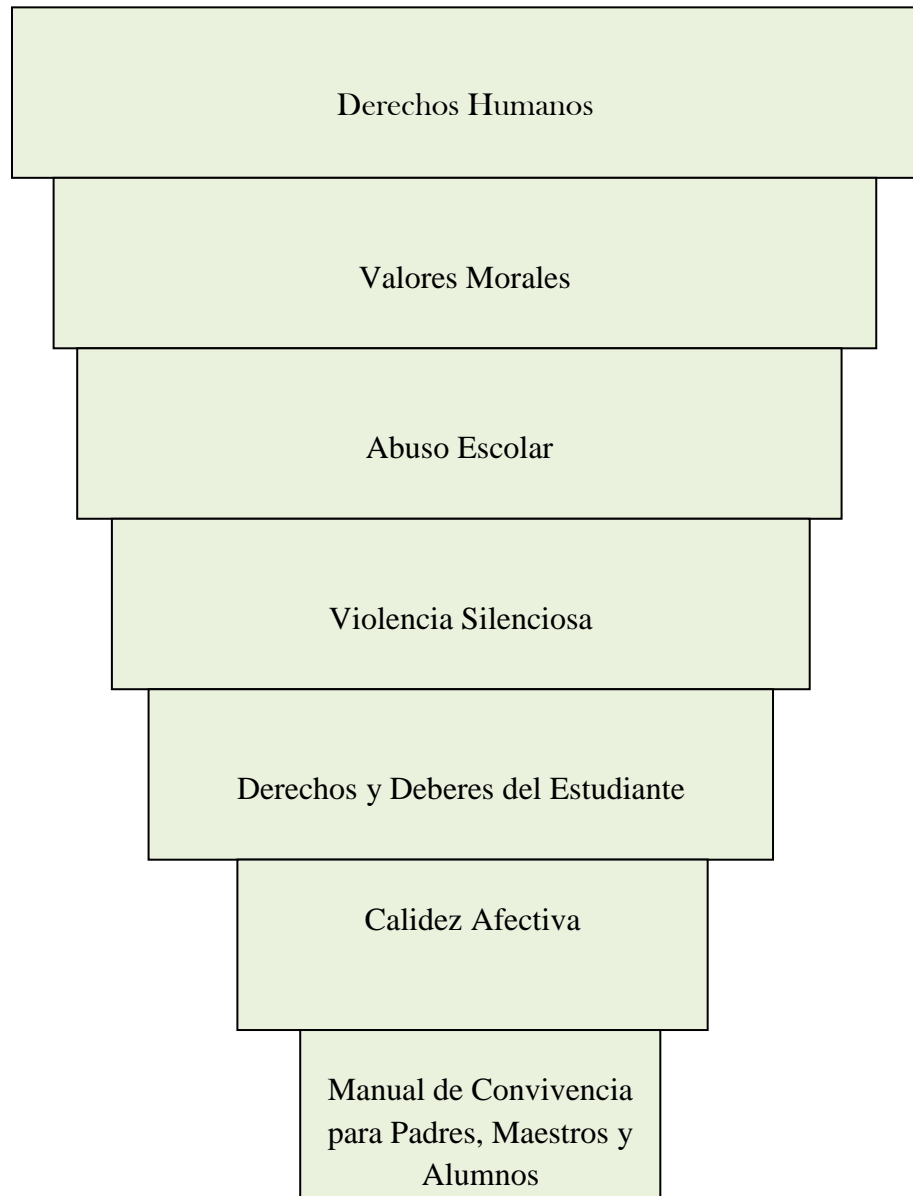 Derechos Humanos
Valores Morales
Abuso Escolar
Violencia Silenciosa
Derechos y Deberes del Estudiante
Calidez Afectiva
Manual de Convivencia
para Padres, Maestros y
Alumnos